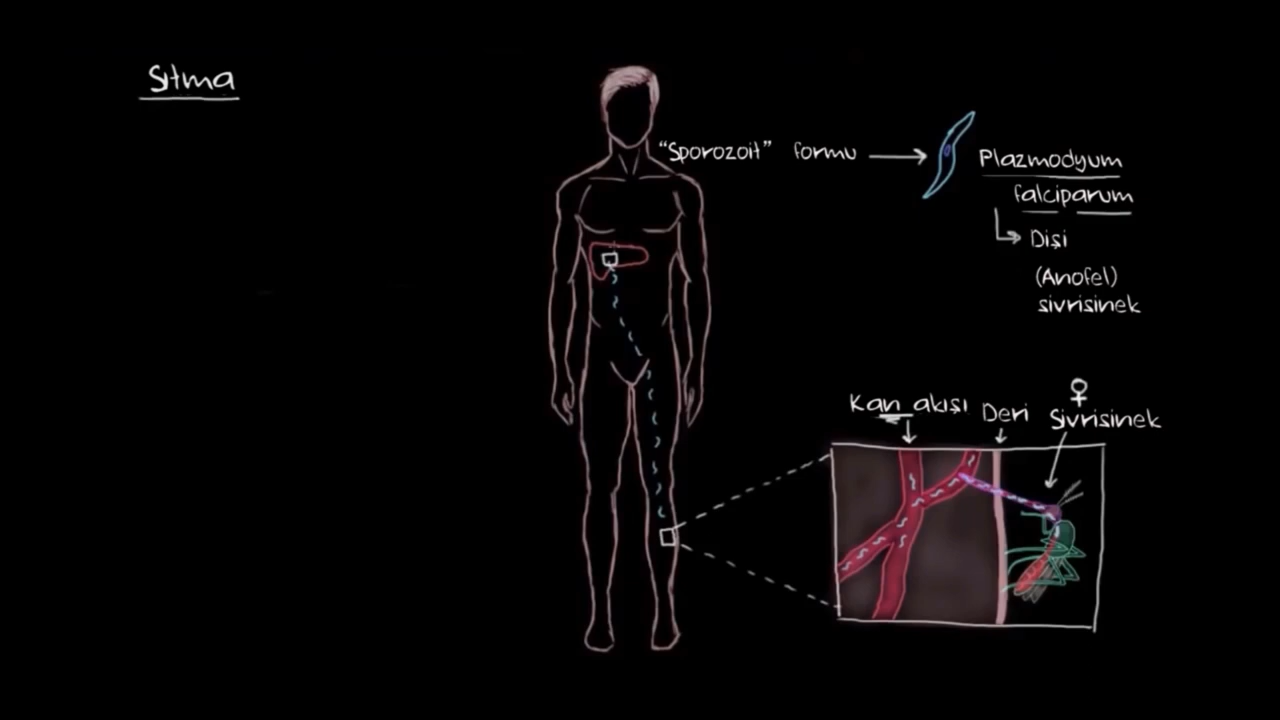 Sıtma
"Sporozoit" formu
Plazmodyum
falciparum
Dişi
(Anofel)
sivrisinek
Kan akışı
Deri
Sivrisinek